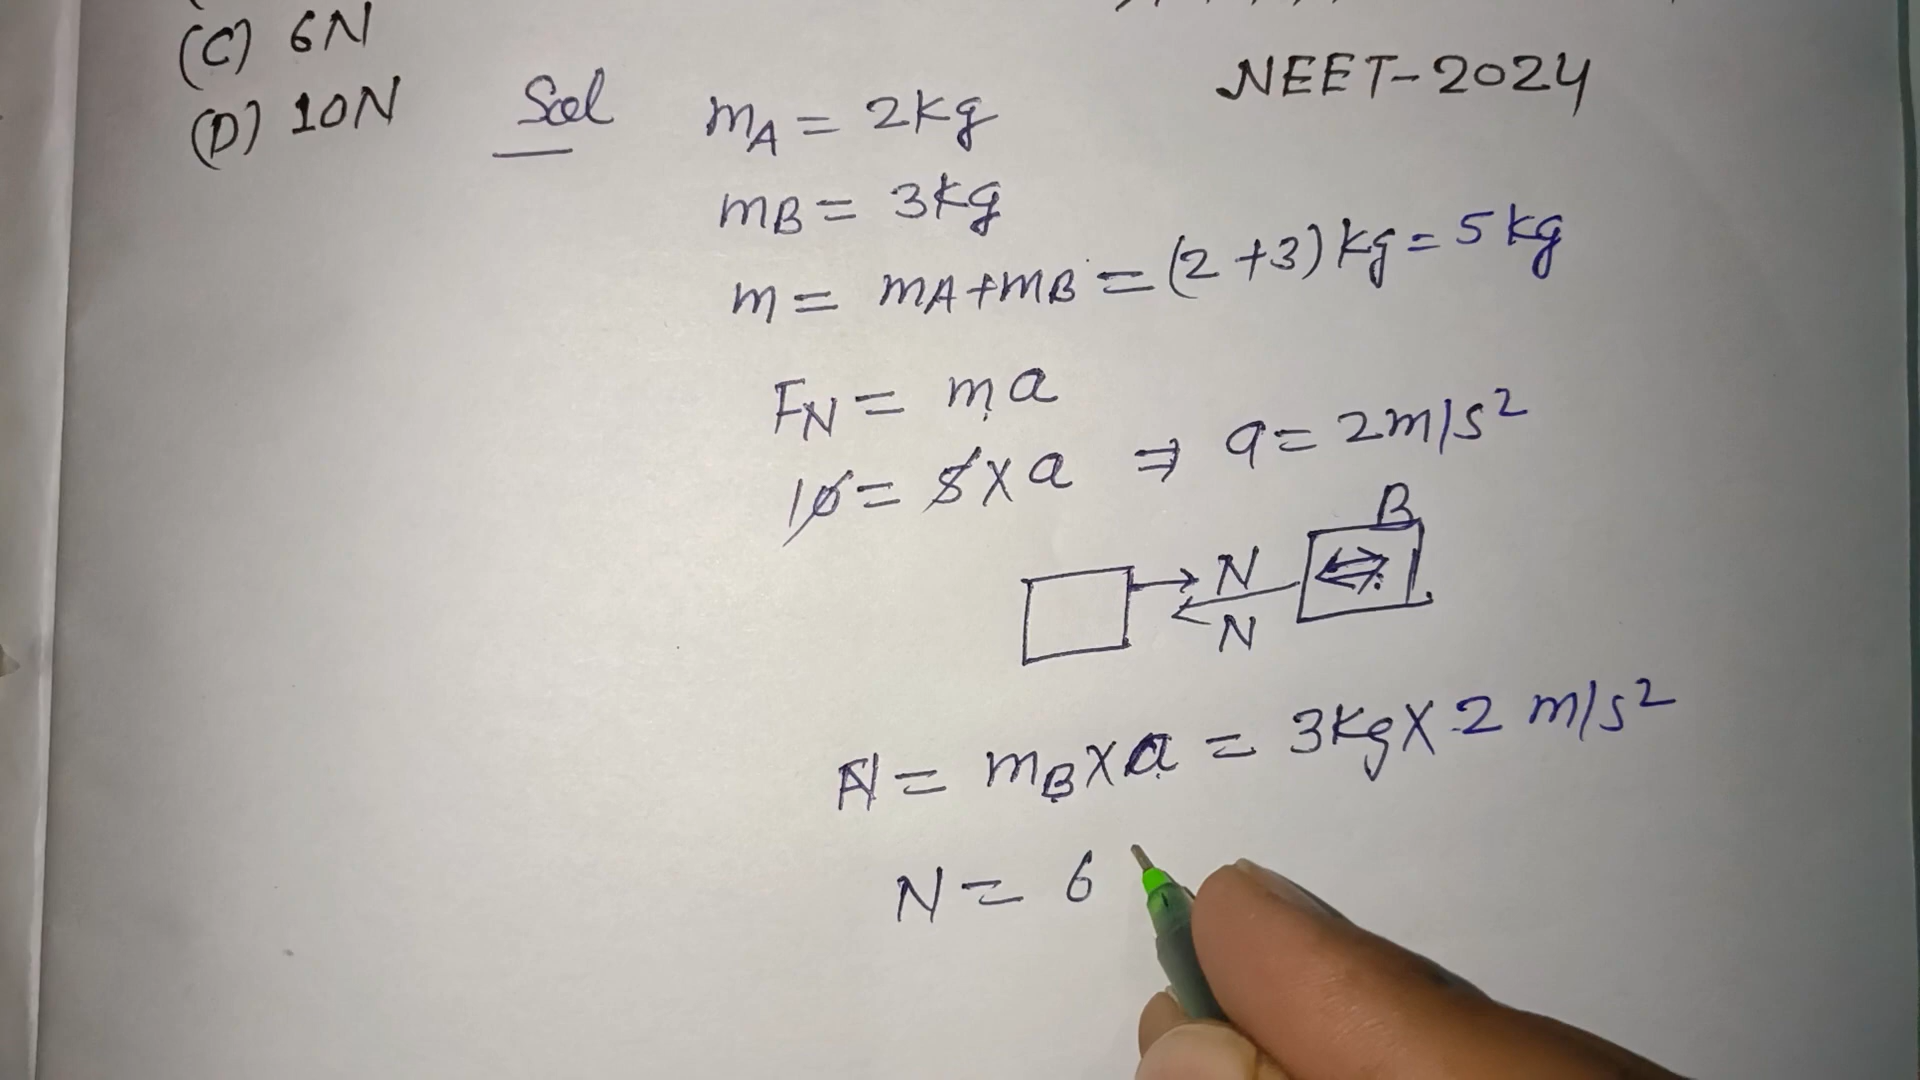 (C) 6N
NEET-2024
(D) 10N
Sol
mA = 2kg
mB = 3kg
m = mA+mB = (2+3) kg = 5kg
FN = ma
10 = 5 x a ⇒ a = 2m/s²
B
N
N
N = mB x a = 3kg x 2 m/s²
N = 6